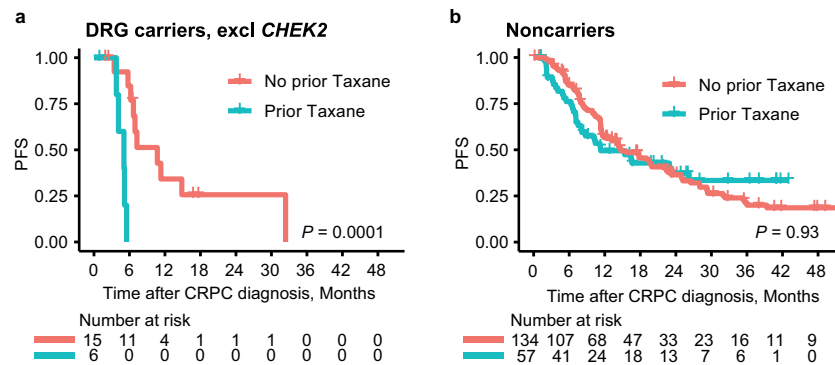 a
DRG carriers, excl CHEK2
1.00
0.75
0.50
0.25
0.00
PFS
No prior Taxane
Prior Taxane
P = 0.0001
0 6 12 18 24 30 36 42 48
Time after CRPC diagnosis, Months
Number at risk
15 11 4 1 1 1 0 0 0
6 0 0 0 0 0 0 0 0
b
Noncarriers
1.00
0.75
0.50
0.25
0.00
PFS
No prior Taxane
Prior Taxane
P = 0.93
0 6 12 18 24 30 36 42 48
Time after CRPC diagnosis, Months
Number at risk
134 107 68 47 33 23 16 11 9
57 41 24 18 13 7 6 1 0